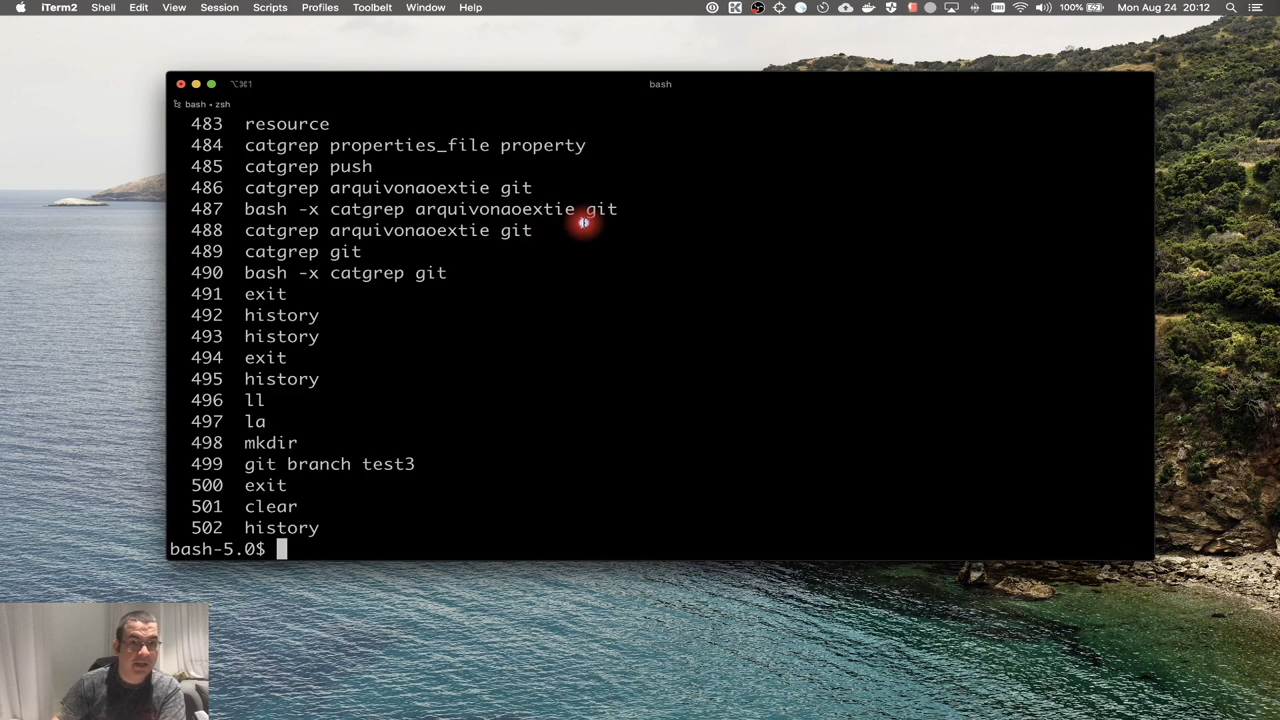 iTerm2 Shell Edit View Session Scripts Profiles Toolbelt Window Help 100% Mon Aug 24 20:12
⌥⌘1 bash
bash • zsh
483 resource
484 catgrep properties_file property
485 catgrep push
486 catgrep arquivonaoextie git
487 bash -x catgrep arquivonaoextie git
488 catgrep arquivonaoextie git
489 catgrep git
490 bash -x catgrep git
491 exit
492 history
493 history
494 exit
495 history
496 ll
497 la
498 mkdir
499 git branch test3
500 exit
501 clear
502 history
bash-5.0$